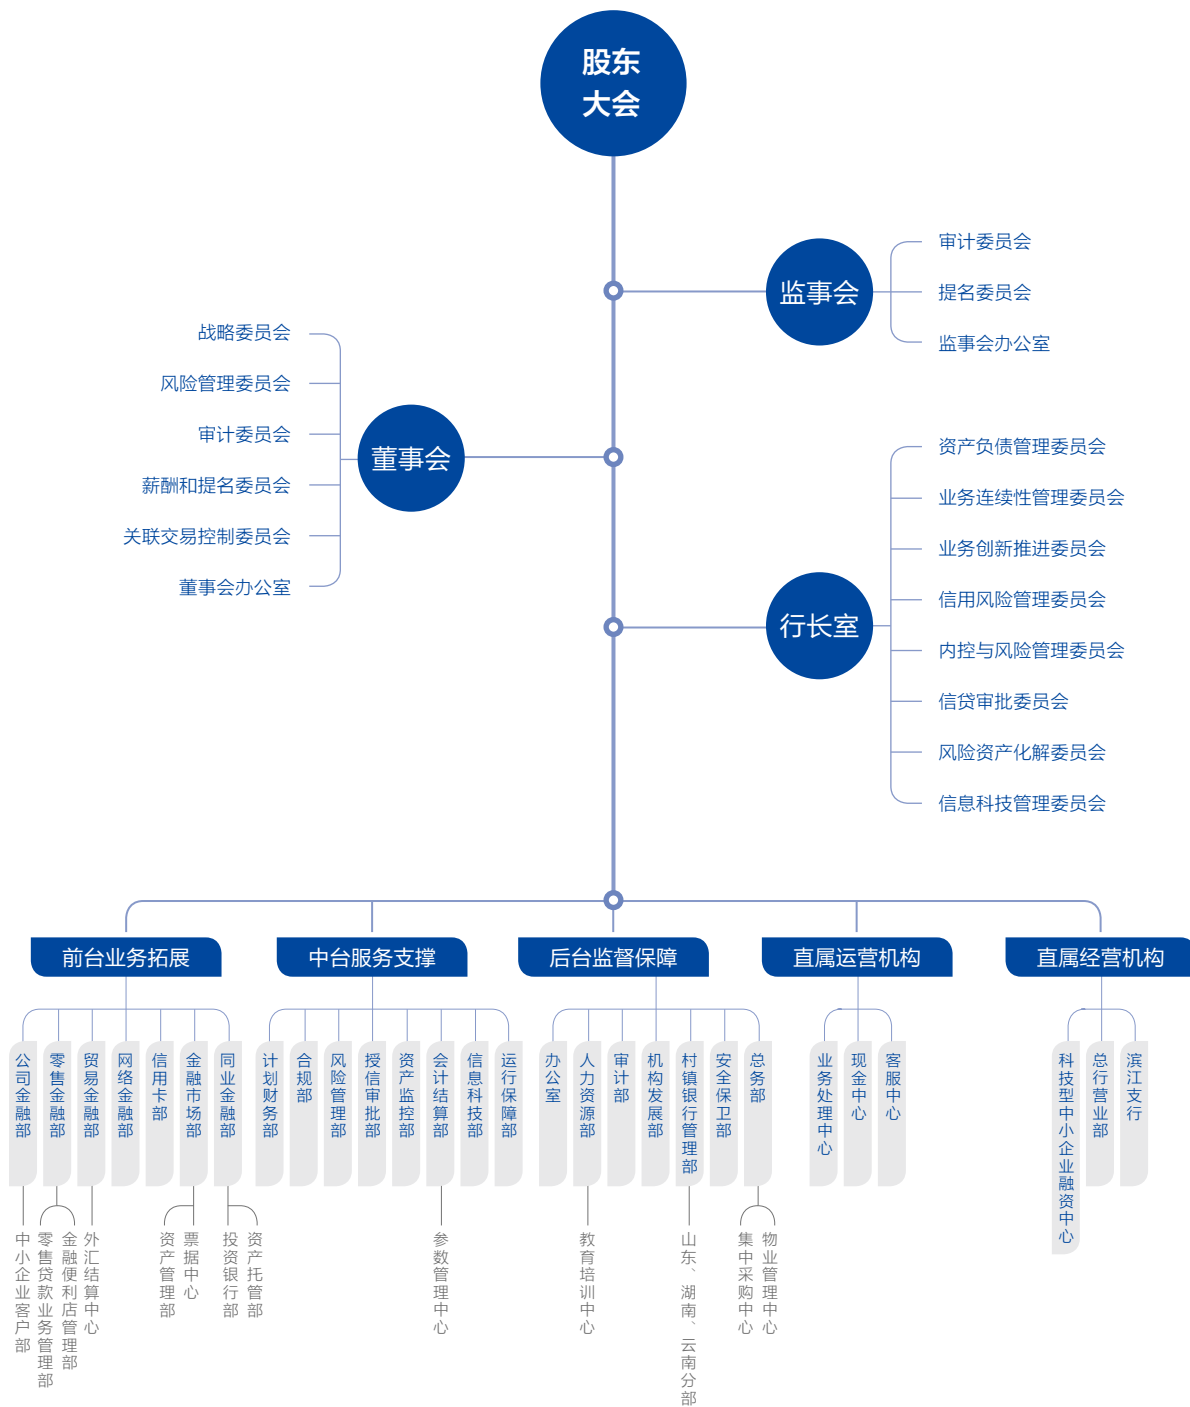 股东
大会
监事会
审计委员会
提名委员会
监事会办公室
董事会
战略委员会
风险管理委员会
审计委员会
薪酬和提名委员会
关联交易控制委员会
董事会办公室
行长室
资产负债管理委员会
业务连续性管理委员会
业务创新推进委员会
信用风险管理委员会
内控与风险管理委员会
信贷审批委员会
风险资产化解委员会
信息科技管理委员会
前台业务拓展
中台服务支撑
后台监督保障
直属运营机构
直属经营机构
公司金融部
零售金融部
贸易金融部
网络金融部
信用卡部
金融市场部
同业金融部
计划财务部
合规部
风险管理部
授信审批部
资产监控部
会计结算部
信息科技部
运行保障部
办公室
人力资源部
审计部
机构发展部
村镇银行管理部
安全保卫部
总务部
业务处理中心
现金中心
客服中心
科技型中小企业融资中心
总行营业部
滨江支行
中小企业客户部
零售贷款业务管理部
金融便利店管理部
外汇结算中心
资产管理部
票据中心
投资银行部
资产托管部
参数管理中心
教育培训中心
山东、湖南、云南分部
集中采购中心
物业管理中心